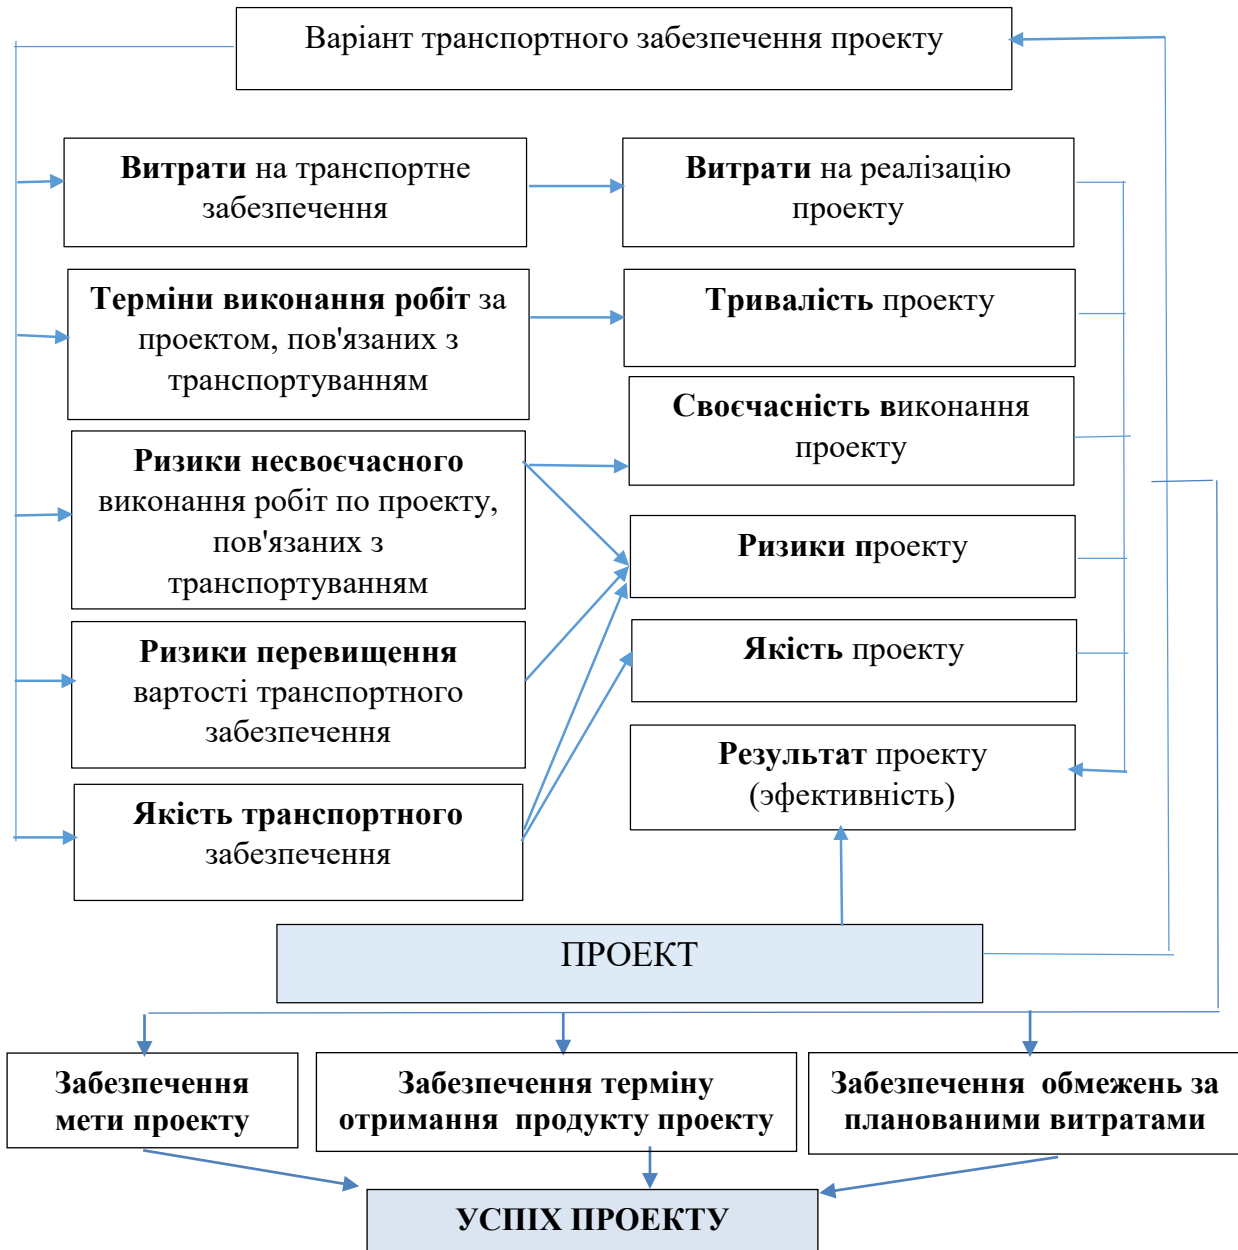 Варіант транспортного забезпечення проекту
Витрати на транспортне
забезпечення
Витрати на реалізацію
проекту
Терміни виконання робіт за
проектом, пов'язаних з
транспортуванням
Тривалість проекту
Своєчасність виконання
проекту
Ризики несвоєчасного
виконання робіт по проекту,
пов'язаних з
транспортуванням
Ризики проекту
Ризики перевищення
вартості транспортного
забезпечення
Якість проекту
Результат проекту
(эфективність)
Якість транспортного
забезпечення
ПРОЕКТ
Забезпечення
мети проекту
Забезпечення терміну
отримання продукту проекту
Забезпечення обмежень за
планованими витратами
УСПІХ ПРОЕКТУ